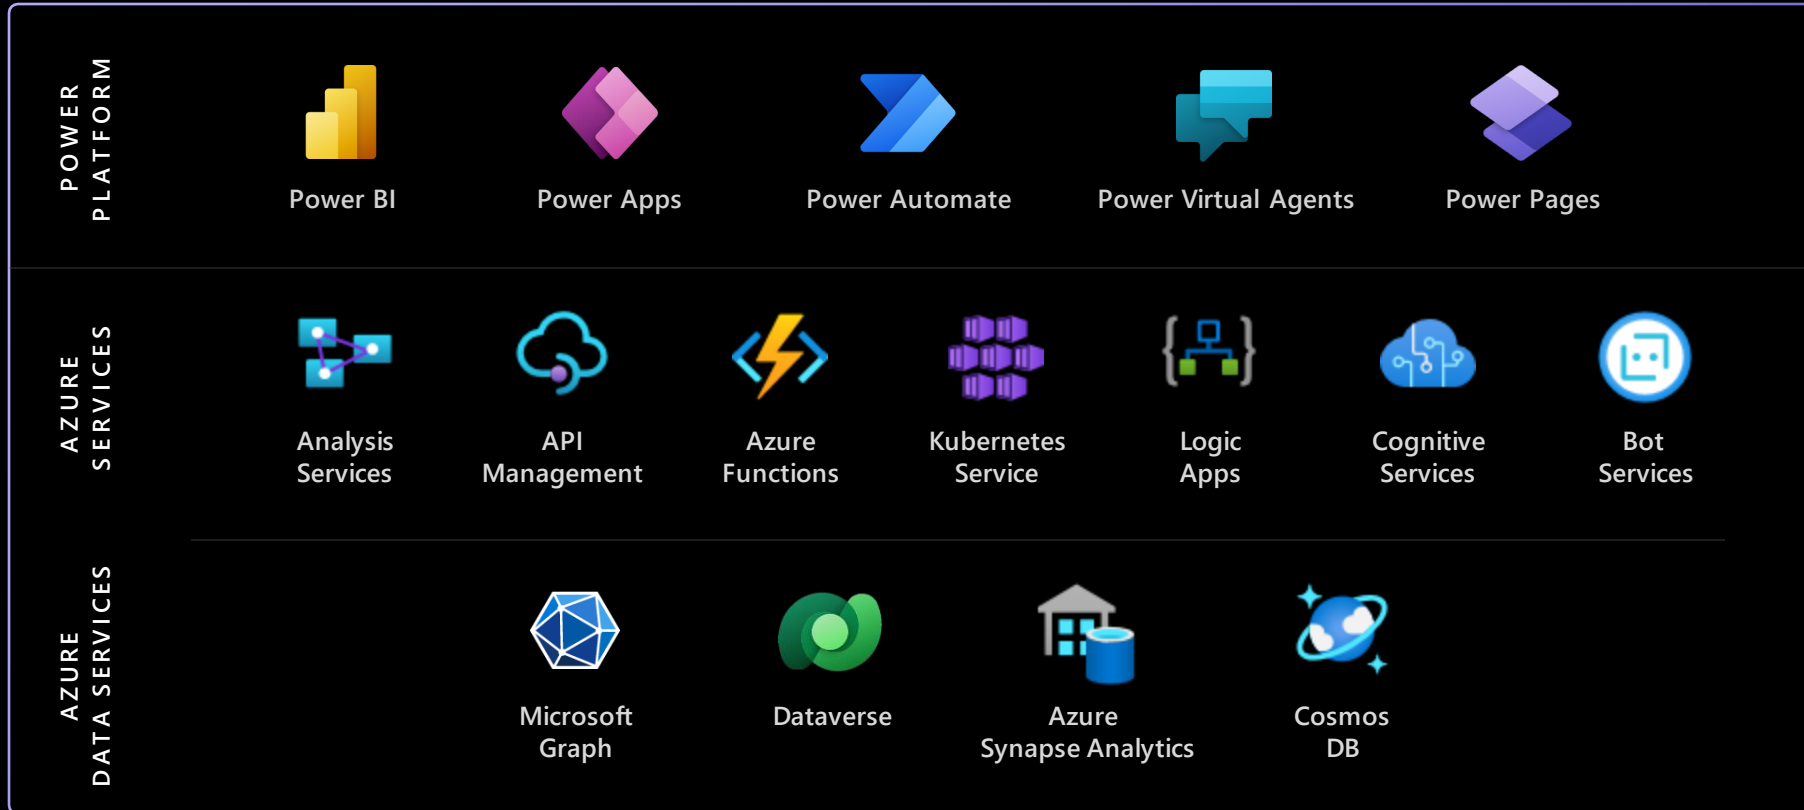 POWER
PLATFORM
Power BI
Power Apps
Power Automate
Power Virtual Agents
Power Pages
AZURE
SERVICES
Analysis
Services
API
Management
Azure
Functions
Kubernetes
Service
Logic
Apps
Cognitive
Services
Bot
Services
AZURE
DATA SERVICES
Microsoft
Graph
Dataverse
Azure
Synapse Analytics
Cosmos
DB